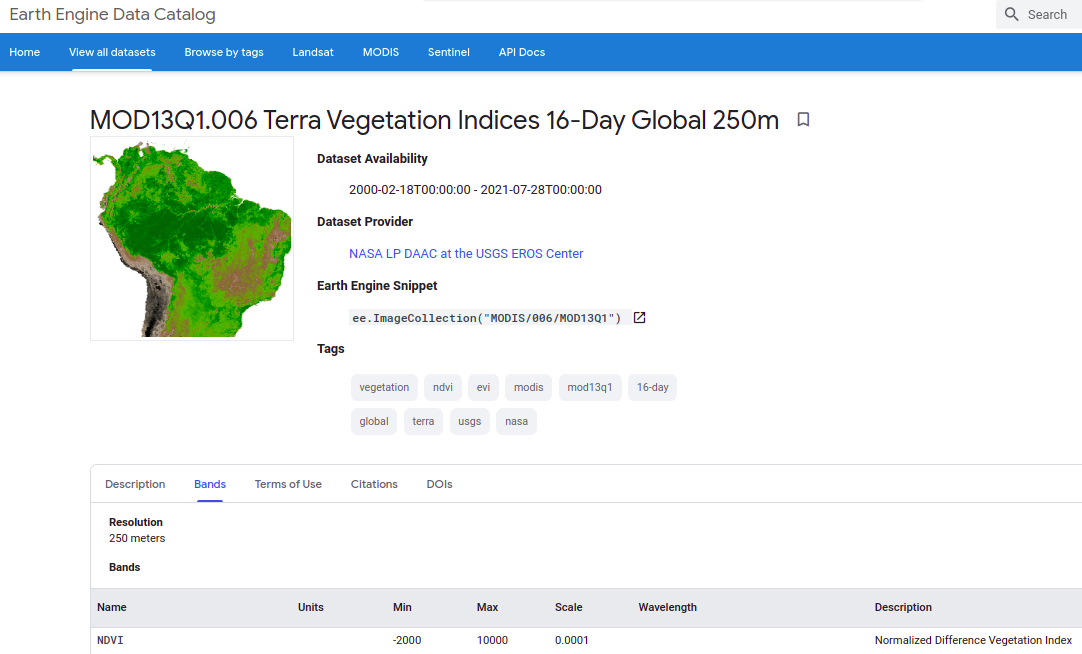 Earth Engine Data Catalog
Search
Home View all datasets Browse by tags Landsat MODIS Sentinel API Docs
MOD13Q1.006 Terra Vegetation Indices 16-Day Global 250m
Dataset Availability
2000-02-18T00:00:00 - 2021-07-28T00:00:00
Dataset Provider
NASA LP DAAC at the USGS EROS Center
Earth Engine Snippet
ee.ImageCollection("MODIS/006/MOD13Q1")
Tags
vegetation ndvi evi modis mod13q1 16-day
global terra usgs nasa
Description Bands Terms of Use Citations DOIs
Resolution
250 meters
Bands
Name Units Min Max Scale Wavelength Description
NDVI -2000 10000 0.0001 Normalized Difference Vegetation Index